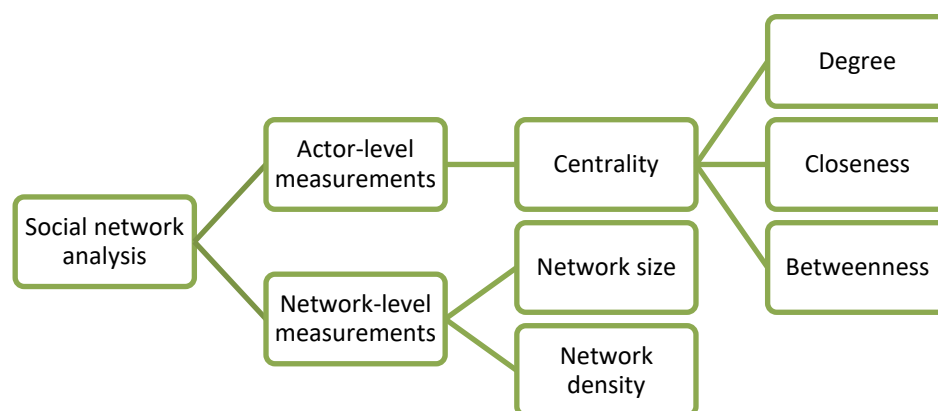 Social network
analysis
Actor-level
measurements
Network-level
measurements
Centrality
Network size
Network
density
Degree
Closeness
Betweenness